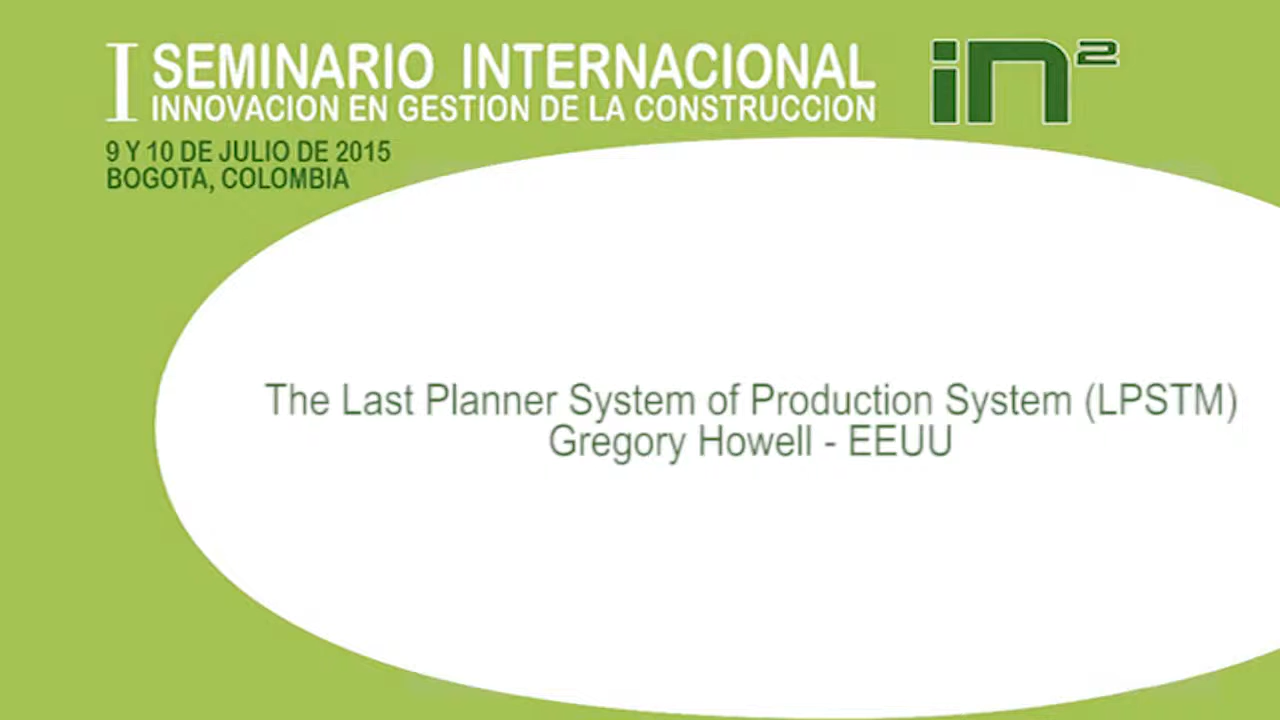 I SEMINARIO INTERNACIONAL
INNOVACION EN GESTION DE LA CONSTRUCCION
iN²
9 Y 10 DE JULIO DE 2015
BOGOTA, COLOMBIA
The Last Planner System of Production System (LPSTM)
Gregory Howell - EEUU